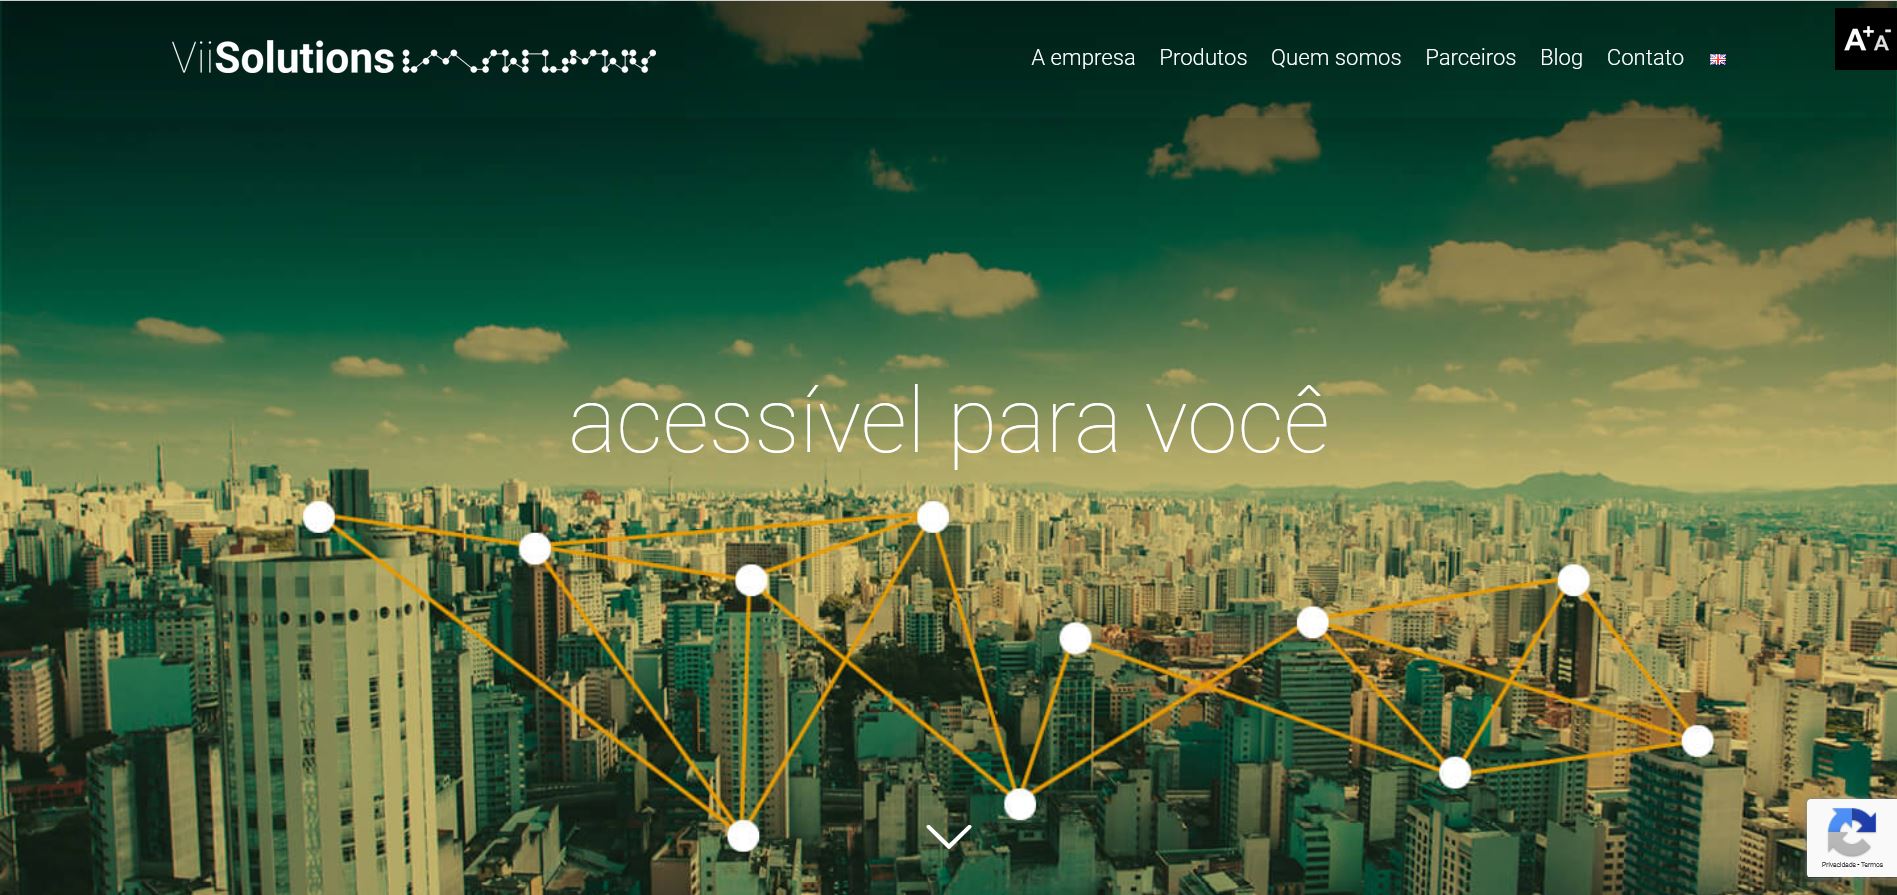 ViiSolutions
A empresa Produtos Quem somos Parceiros Blog Contato
A+ A-
acessível para você
Privacidade - Termos